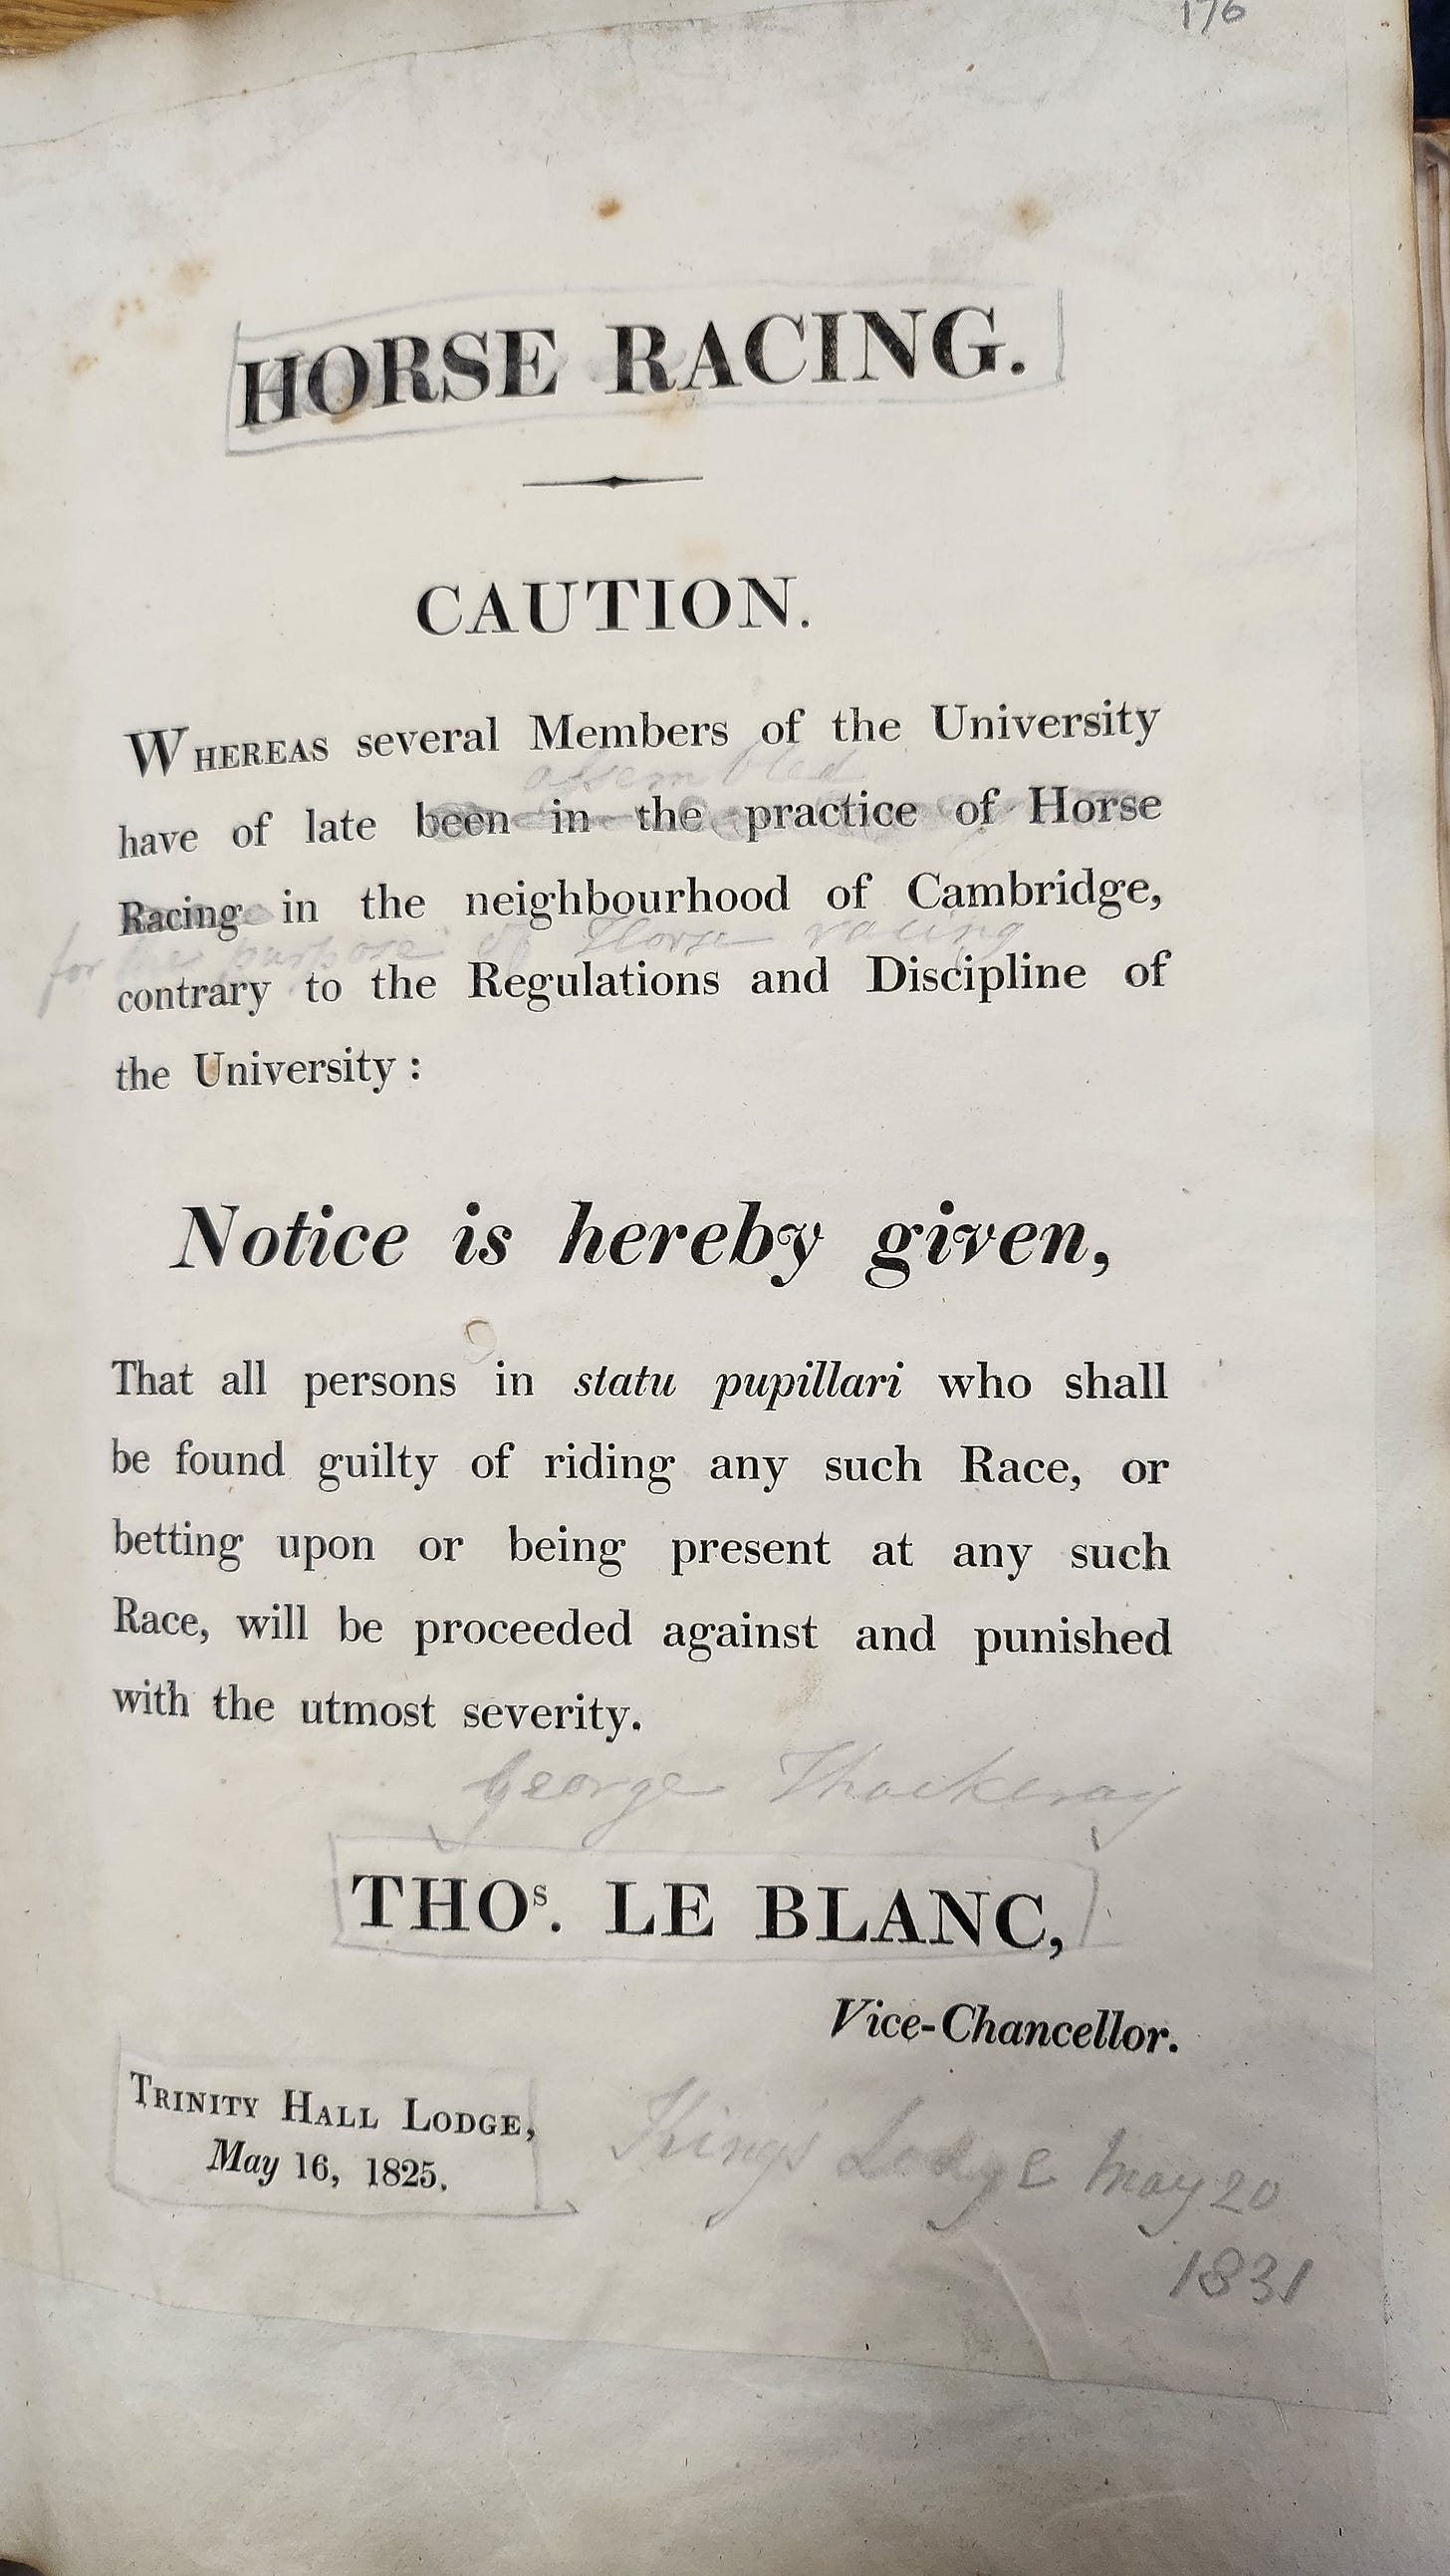 176
HORSE RACING.
CAUTION.
WHEREAS several Members of the University
assembled
have of late been in the practice of Horse
Racing in the neighbourhood of Cambridge,
for the purpose of Horse racing
contrary to the Regulations and Discipline of
the University :
Notice is hereby given,
That all persons in statu pupillari who shall
be found guilty of riding any such Race, or
betting upon or being present at any such
Race, will be proceeded against and punished
with the utmost severity.
George Thackeray
THOs. LE BLANC,
Vice-Chancellor.
TRINITY HALL LODGE,
May 16, 1825.
King's Lodge May 20
1831